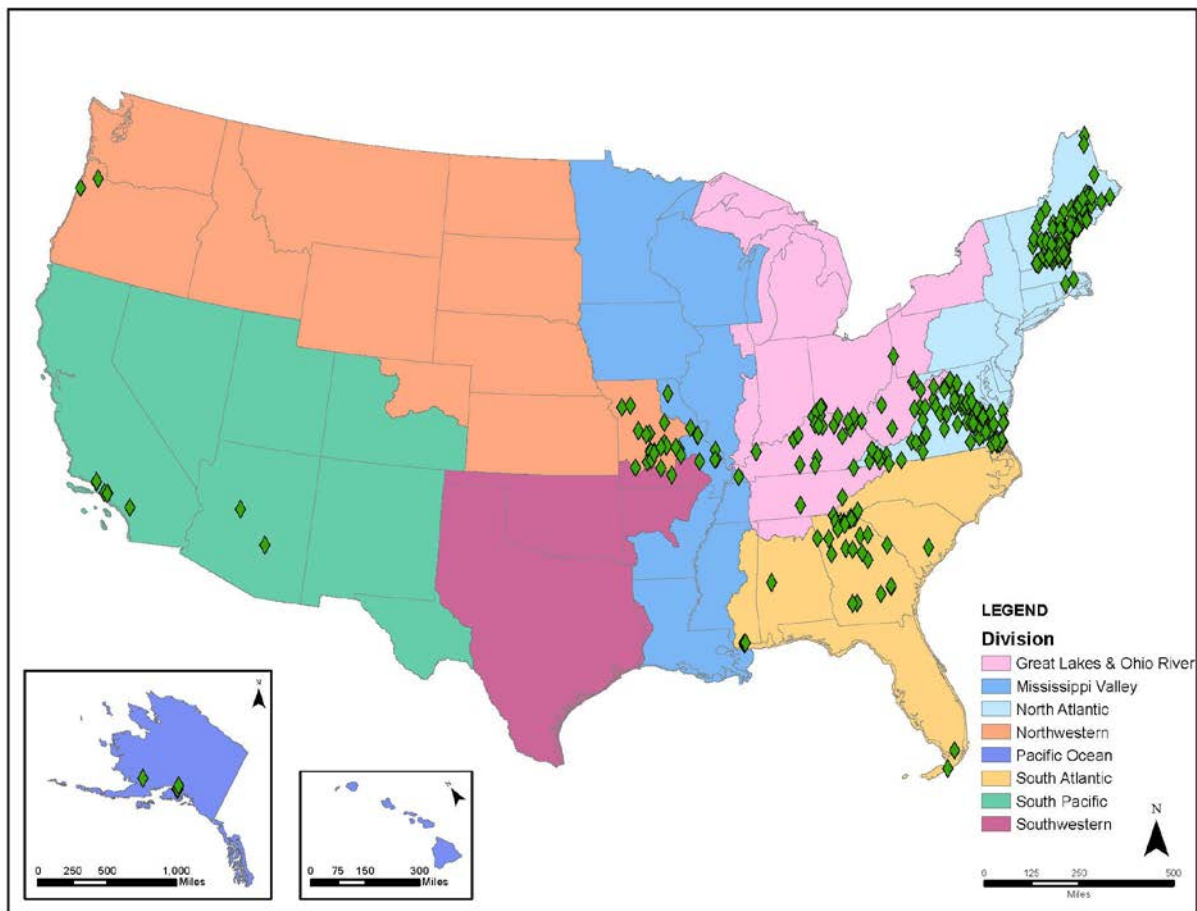 LEGEND
Division
Great Lakes & Ohio River
Mississippi Valley
North Atlantic
Northwestern
Pacific Ocean
South Atlantic
South Pacific
Southwestern
N
0 125 250 500
Miles
N
0 250 500 1,000
Miles
0 75 150 300
Miles